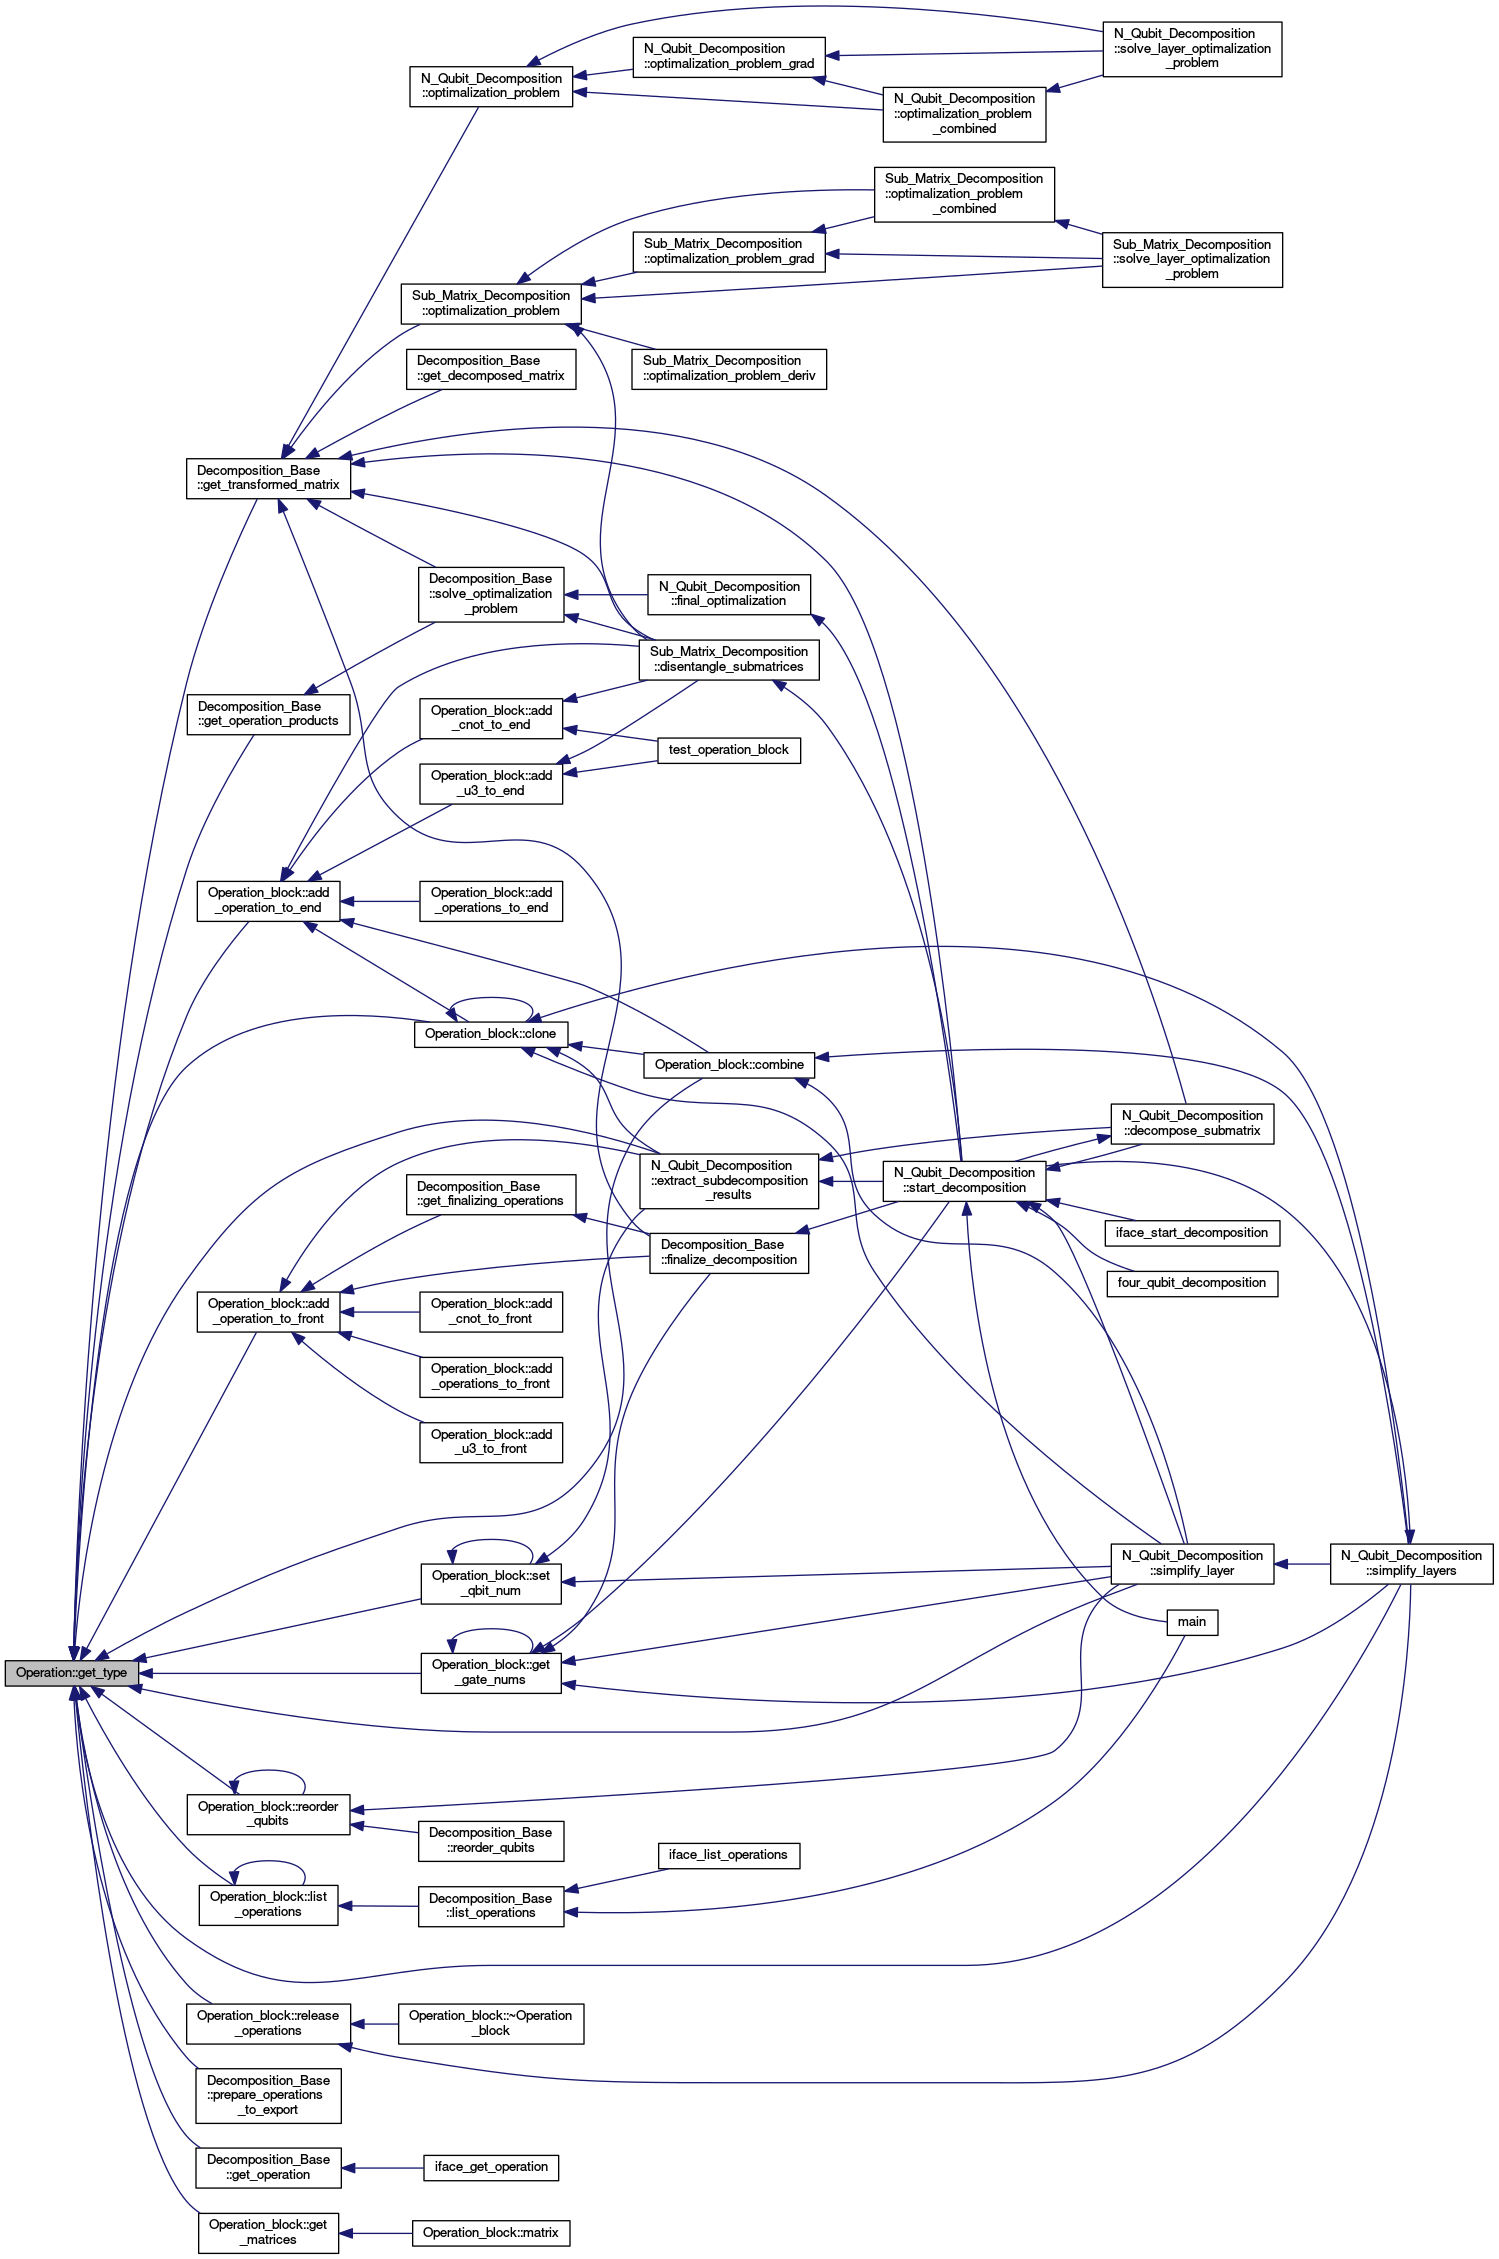 N_Qubit_Decomposition
::solve_layer_optimalization
_problem
N_Qubit_Decomposition
::optimalization_problem_grad
N_Qubit_Decomposition
::optimalization_problem
N_Qubit_Decomposition
::optimalization_problem
_combined
Sub_Matrix_Decomposition
::optimalization_problem
_combined
Sub_Matrix_Decomposition
::optimalization_problem_grad
Sub_Matrix_Decomposition
::solve_layer_optimalization
_problem
Sub_Matrix_Decomposition
::optimalization_problem
Decomposition_Base
::get_decomposed_matrix
Sub_Matrix_Decomposition
::optimalization_problem_deriv
Decomposition_Base
::get_transformed_matrix
Decomposition_Base
::solve_optimalization
_problem
N_Qubit_Decomposition
::final_optimalization
Sub_Matrix_Decomposition
::disentangle_submatrices
Decomposition_Base
::get_operation_products
Operation_block::add
_cnot_to_end
test_operation_block
Operation_block::add
_u3_to_end
Operation_block::add
_operation_to_end
Operation_block::add
_operations_to_end
Operation_block::clone
Operation_block::combine
N_Qubit_Decomposition
::decompose_submatrix
N_Qubit_Decomposition
::extract_subdecomposition
_results
N_Qubit_Decomposition
::start_decomposition
Decomposition_Base
::get_finalizing_operations
iface_start_decomposition
Decomposition_Base
::finalize_decomposition
four_qubit_decomposition
Operation_block::add
_operation_to_front
Operation_block::add
_cnot_to_front
Operation_block::add
_operations_to_front
Operation_block::add
_u3_to_front
Operation_block::set
_qbit_num
N_Qubit_Decomposition
::simplify_layer
N_Qubit_Decomposition
::simplify_layers
main
Operation::get_type
Operation_block::get
_gate_nums
Operation_block::reorder
_qubits
Decomposition_Base
::reorder_qubits
iface_list_operations
Operation_block::list
_operations
Decomposition_Base
::list_operations
Operation_block::release
_operations
Operation_block::~Operation
_block
Decomposition_Base
::prepare_operations
_to_export
Decomposition_Base
::get_operation
iface_get_operation
Operation_block::get
_matrices
Operation_block::matrix